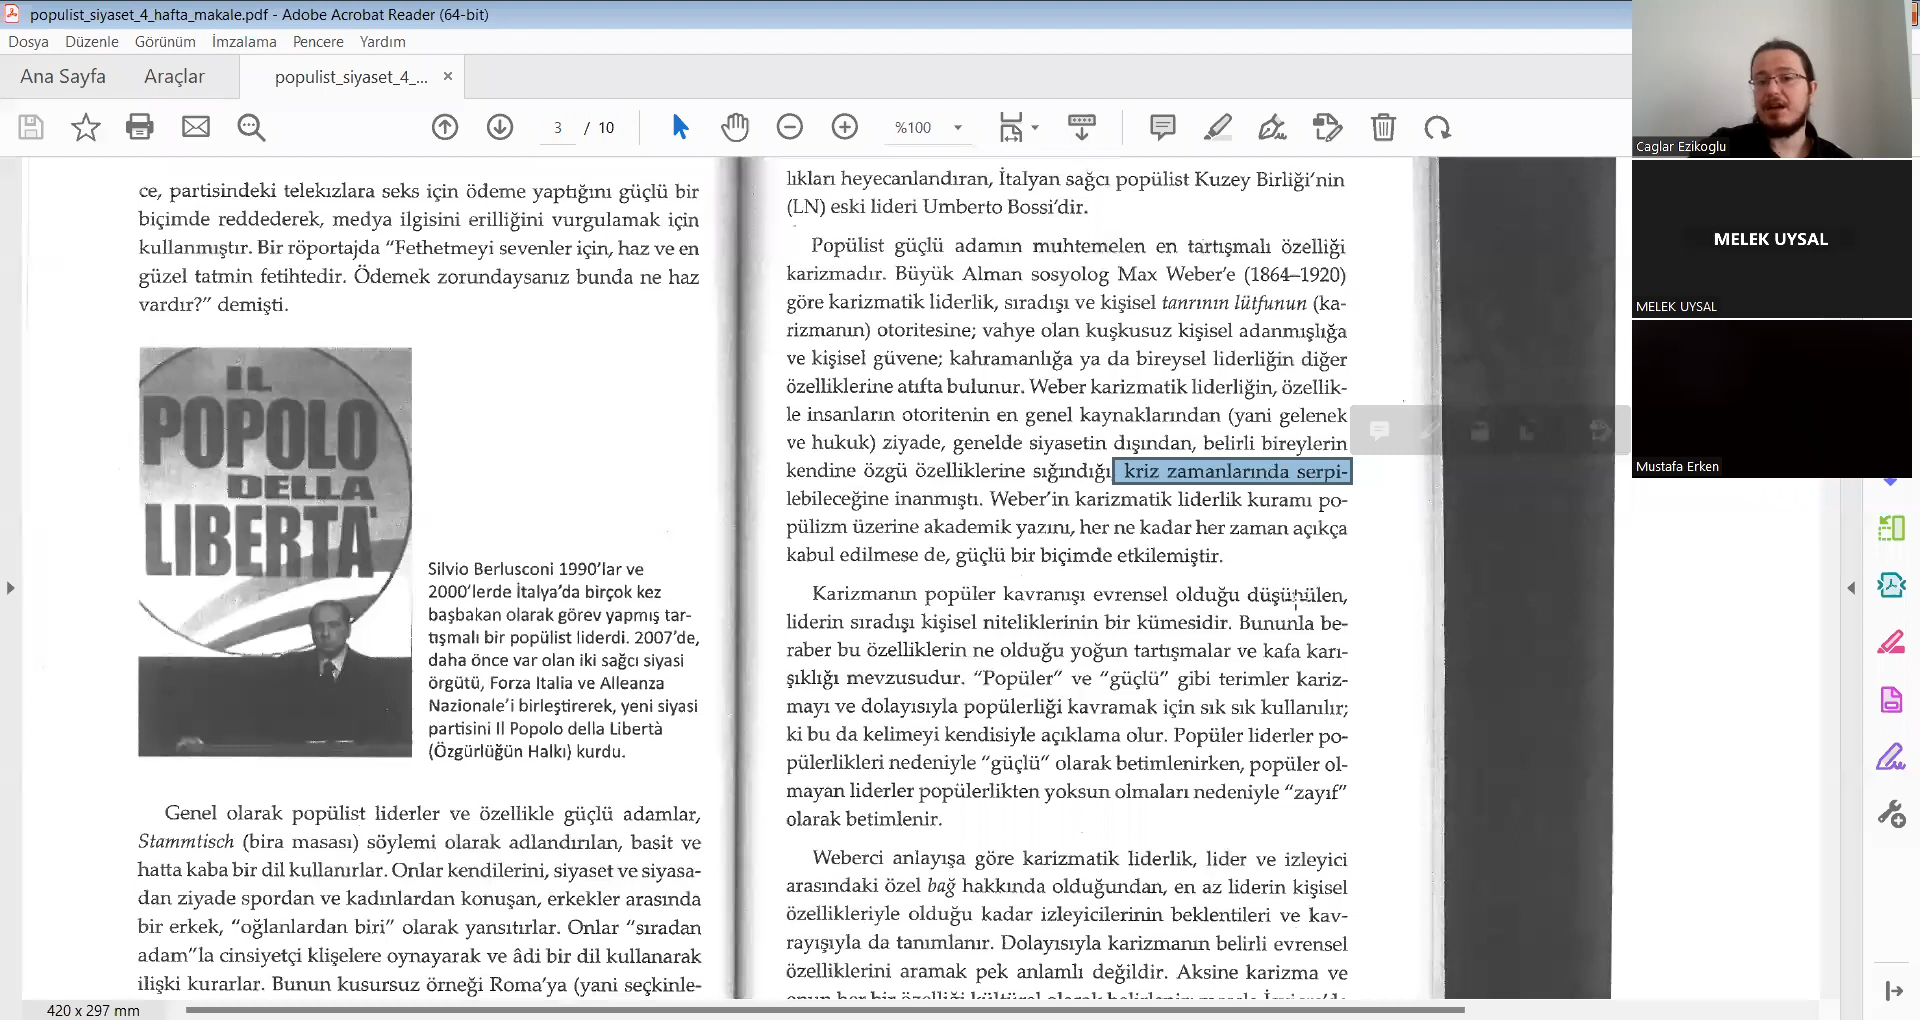 populist_siyaset_4_hafta_makale.pdf - Adobe Acrobat Reader (64-bit)
Dosya Düzenle Görünüm İmzalama Pencere Yardım
Ana Sayfa Araçlar populist_siyaset_4_... ×
3 / 10 %100
ce, partisindeki telekızlara seks için ödeme yaptığını güçlü bir
biçimde reddederek, medya ilgisini erilliğini vurgulamak için
kullanmıştır. Bir röportajda “Fethetmeyi sevenler için, haz ve en
güzel tatmin fetihtedir. Ödemek zorundaysanız bunda ne haz
vardır?” demişti.
İL
POPOLO
DELLA
LIBERTA'
Silvio Berlusconi 1990’lar ve
2000’lerde İtalya’da birçok kez
başbakan olarak görev yapmış tar-
tışmalı bir popülist liderdi. 2007’de,
daha önce var olan iki sağcı siyasi
örgütü, Forza Italia ve Alleanza
Nazionale’i birleştirerek, yeni siyasi
partisini Il Popolo della Libertà
(Özgürlüğün Halkı) kurdu.
Genel olarak popülist liderler ve özellikle güçlü adamlar,
Stammtisch (bira masası) söylemi olarak adlandırılan, basit ve
hatta kaba bir dil kullanırlar. Onlar kendilerini, siyaset ve siyasa-
dan ziyade spordan ve kadınlardan konuşan, erkekler arasında
bir erkek, “oğlanlardan biri” olarak yansıtırlar. Onlar “sıradan
adam”la cinsiyetçi klişelere oynayarak ve âdi bir dil kullanarak
ilişki kurarlar. Bunun kusursuz örneği Roma’ya (yani seçkinle-
lıkları heyecanlandıran, İtalyan sağcı popülist Kuzey Birliği’nin
(LN) eski lideri Umberto Bossi’dir.
Popülist güçlü adamın muhtemelen en tartışmalı özelliği
karizmadır. Büyük Alman sosyolog Max Weber’e (1864–1920)
göre karizmatik liderlik, sıradışı ve kişisel tanrının lütfunun (ka-
rizmanın) otoritesine; vahye olan kuşkusuz kişisel adanmışlığa
ve kişisel güvene; kahramanlığa ya da bireysel liderliğin diğer
özelliklerine atıfta bulunur. Weber karizmatik liderliğin, özellik-
le insanların otoritenin en genel kaynaklarından (yani gelenek
ve hukuk) ziyade, genelde siyasetin dışından, belirli bireylerin
kendine özgü özelliklerine sığındığı kriz zamanlarında serpi-
lebileceğine inanmıştı. Weber’in karizmatik liderlik kuramı po-
pülizm üzerine akademik yazını, her ne kadar her zaman açıkça
kabul edilmese de, güçlü bir biçimde etkilemiştir.
Karizmanın popüler kavranışı evrensel olduğu düşünülen,
liderin sıradışı kişisel niteliklerinin bir kümesidir. Bununla be-
raber bu özelliklerin ne olduğu yoğun tartışmalar ve kafa karı-
şıklığı mevzusudur. “Popüler” ve “güçlü” gibi terimler kariz-
mayı ve dolayısıyla popülerliği kavramak için sık sık kullanılır;
ki bu da kelimeyi kendisiyle açıklama olur. Popüler liderler po-
pülerlikleri nedeniyle “güçlü” olarak betimlenirken, popüler ol-
mayan liderler popülerlikten yoksun olmaları nedeniyle “zayıf”
olarak betimlenir.
Weberci anlayışa göre karizmatik liderlik, lider ve izleyici
arasındaki özel bağ hakkında olduğundan, en az liderin kişisel
özellikleriyle olduğu kadar izleyicilerinin beklentileri ve kav-
rayışıyla da tanımlanır. Dolayısıyla karizmanın belirli evrensel
özelliklerini aramak pek anlamlı değildir. Aksine karizma ve
420 x 297 mm
Caglar Ezikoglu
MELEK UYSAL
MELEK UYSAL
Mustafa Erken